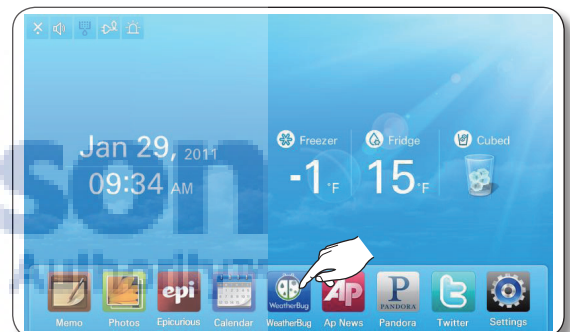 Jan 29, 2011
09:34 AM
Freezer
Fridge
Cubed
-1 °F
15 °F
epi
AP
P
PANDORA
Memo
Photos
Epicurious
Calendar
WeatherBug
Ap News
Pandora
Twitter
Settings
son